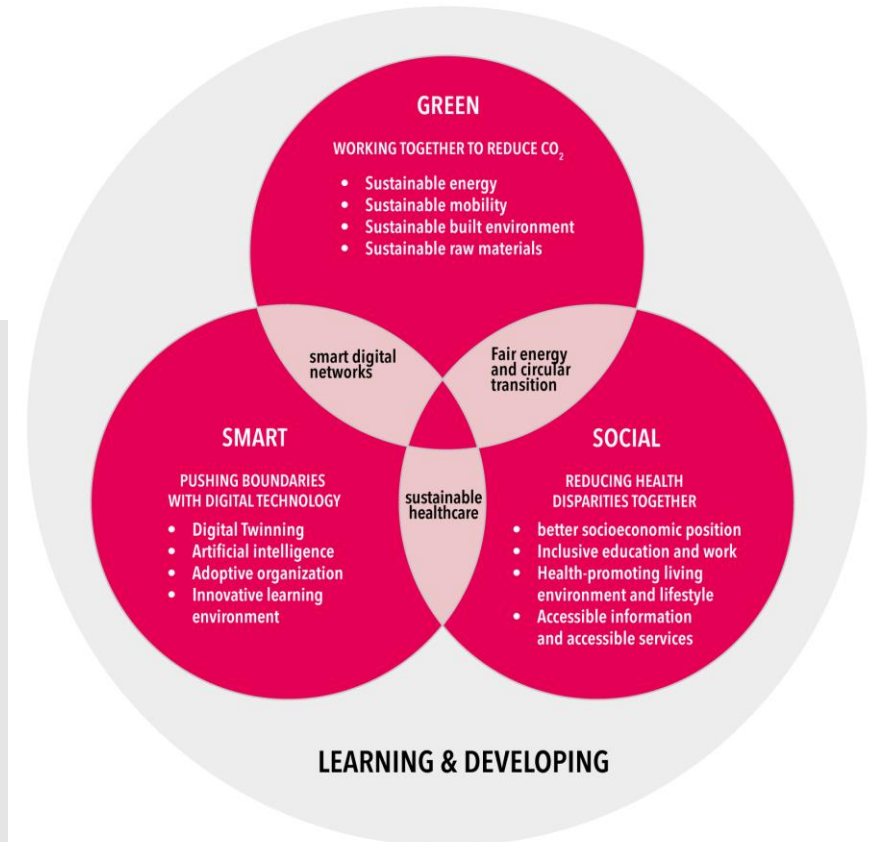 GREEN
WORKING TOGETHER TO REDUCE CO₂
• Sustainable energy
• Sustainable mobility
• Sustainable built environment
• Sustainable raw materials
smart digital
networks
Fair energy
and circular
transition
SMART
PUSHING BOUNDARIES
WITH DIGITAL TECHNOLOGY
• Digital Twinning
• Artificial intelligence
• Adoptive organization
• Innovative learning
environment
sustainable
healthcare
SOCIAL
REDUCING HEALTH
DISPARITIES TOGETHER
• better socioeconomic position
• Inclusive education and work
• Health-promoting living
environment and lifestyle
• Accessible information
and accessible services
LEARNING & DEVELOPING